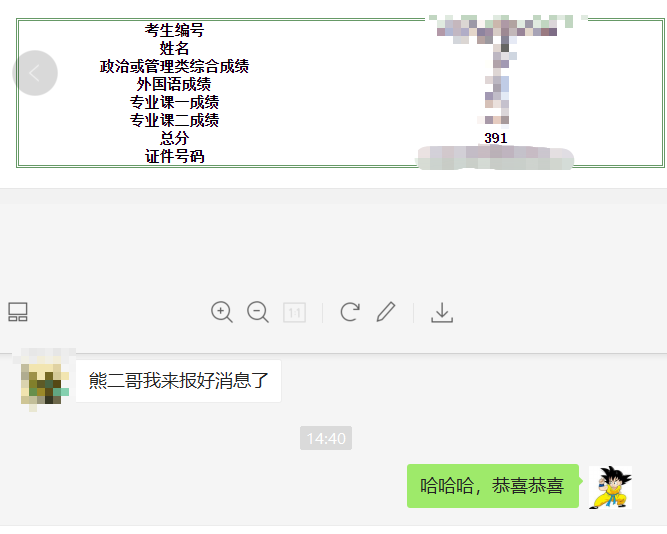 考生编号
姓名
政治或管理类综合成绩
外国语成绩
专业课一成绩
专业课二成绩
总分 391
证件号码
1:1
熊二哥我来报好消息了
14:40
哈哈哈，恭喜恭喜